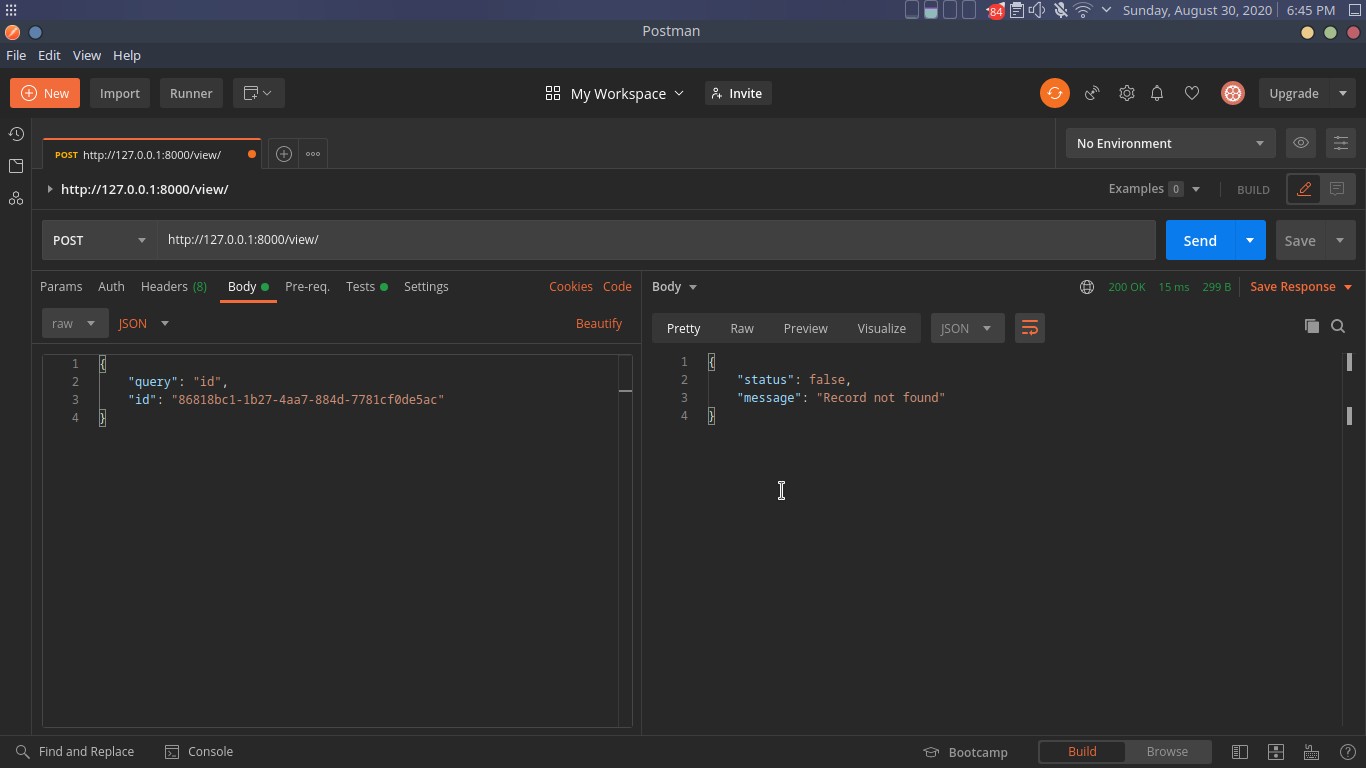 84 Sunday, August 30, 2020 6:45 PM
Postman
File Edit View Help
New Import Runner My Workspace Invite Upgrade
POST http://127.0.0.1:8000/view/ No Environment
http://127.0.0.1:8000/view/ Examples 0 BUILD
POST http://127.0.0.1:8000/view/ Send Save
Params Auth Headers (8) Body Pre-req. Tests Settings Cookies Code
raw JSON Beautify
1 {
2 "query": "id",
3 "id": "86818bc1-1b27-4aa7-884d-7781cf0de5ac"
4 }
Body 200 OK 15 ms 299 B Save Response
Pretty Raw Preview Visualize JSON
1 {
2 "status": false,
3 "message": "Record not found"
4 }
Find and Replace Console Bootcamp Build Browse